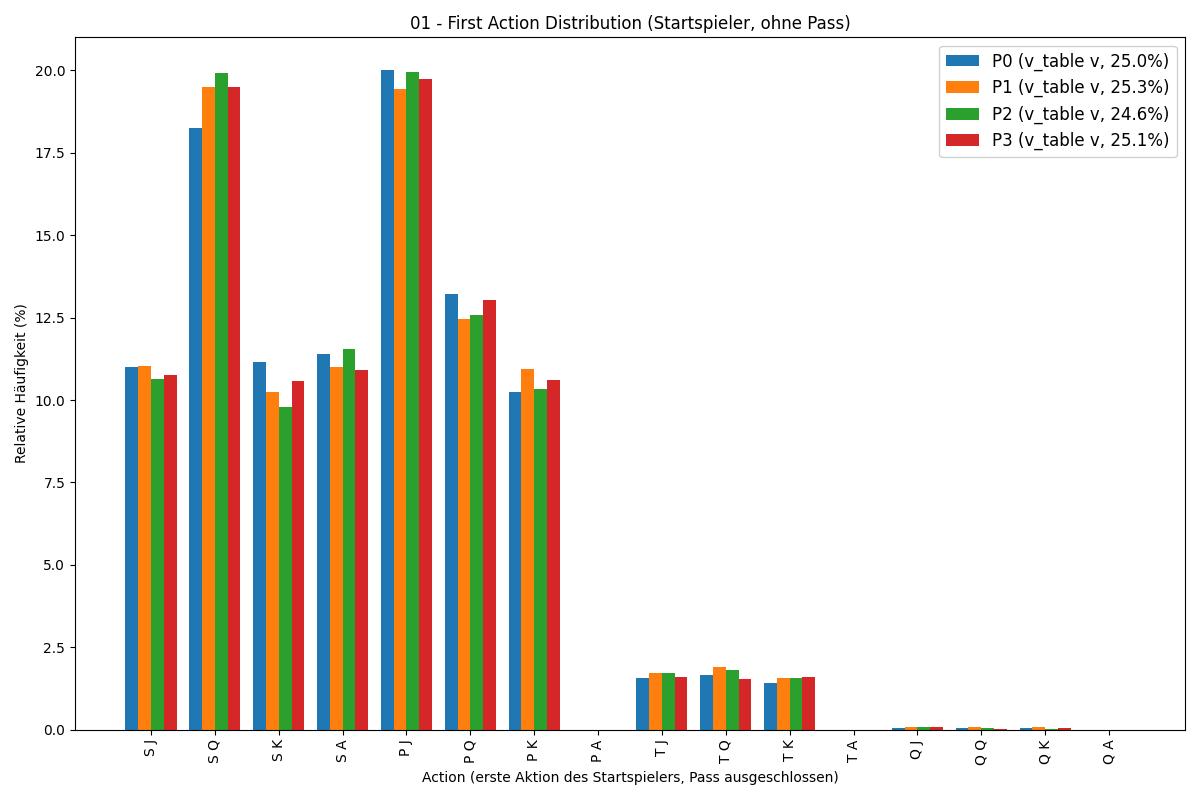 01 - First Action Distribution (Startspieler, ohne Pass)
P0 (v_table v, 25.0%)
P1 (v_table v, 25.3%)
P2 (v_table v, 24.6%)
P3 (v_table v, 25.1%)
Relative Häufigkeit (%)
20.0
17.5
15.0
12.5
10.0
7.5
5.0
2.5
0.0
S J
S Q
S K
S A
P J
P Q
P K
P A
T J
T Q
T K
T A
Q J
Q Q
Q K
Q A
Action (erste Aktion des Startspielers, Pass ausgeschlossen)